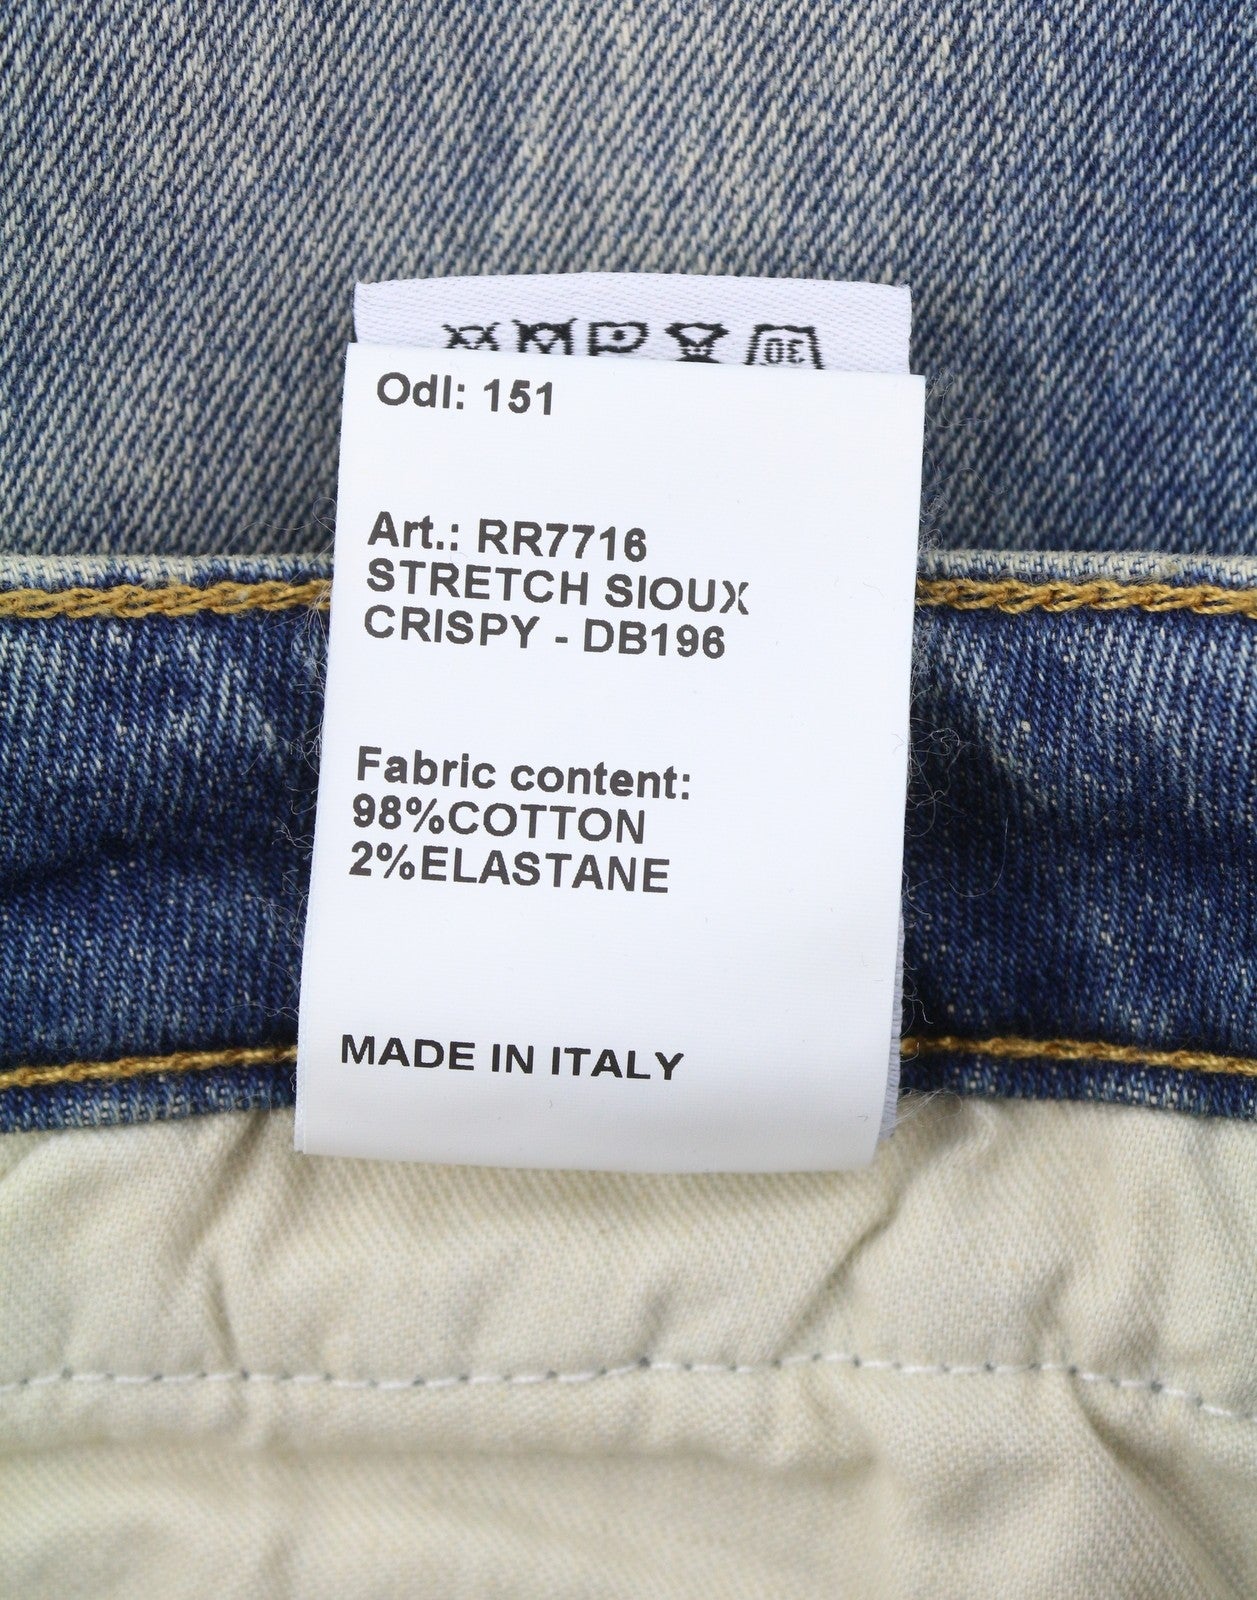 Odl: 151
Art.: RR7716
STRETCH SIOUX
CRISPY - DB196
Fabric content:
98%COTTON
2%ELASTANE
MADE IN ITALY